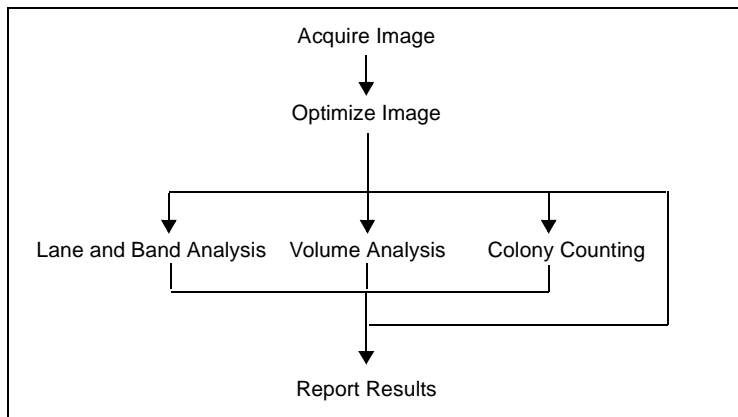 Acquire Image
Optimize Image
Lane and Band Analysis
Volume Analysis
Colony Counting
Report Results